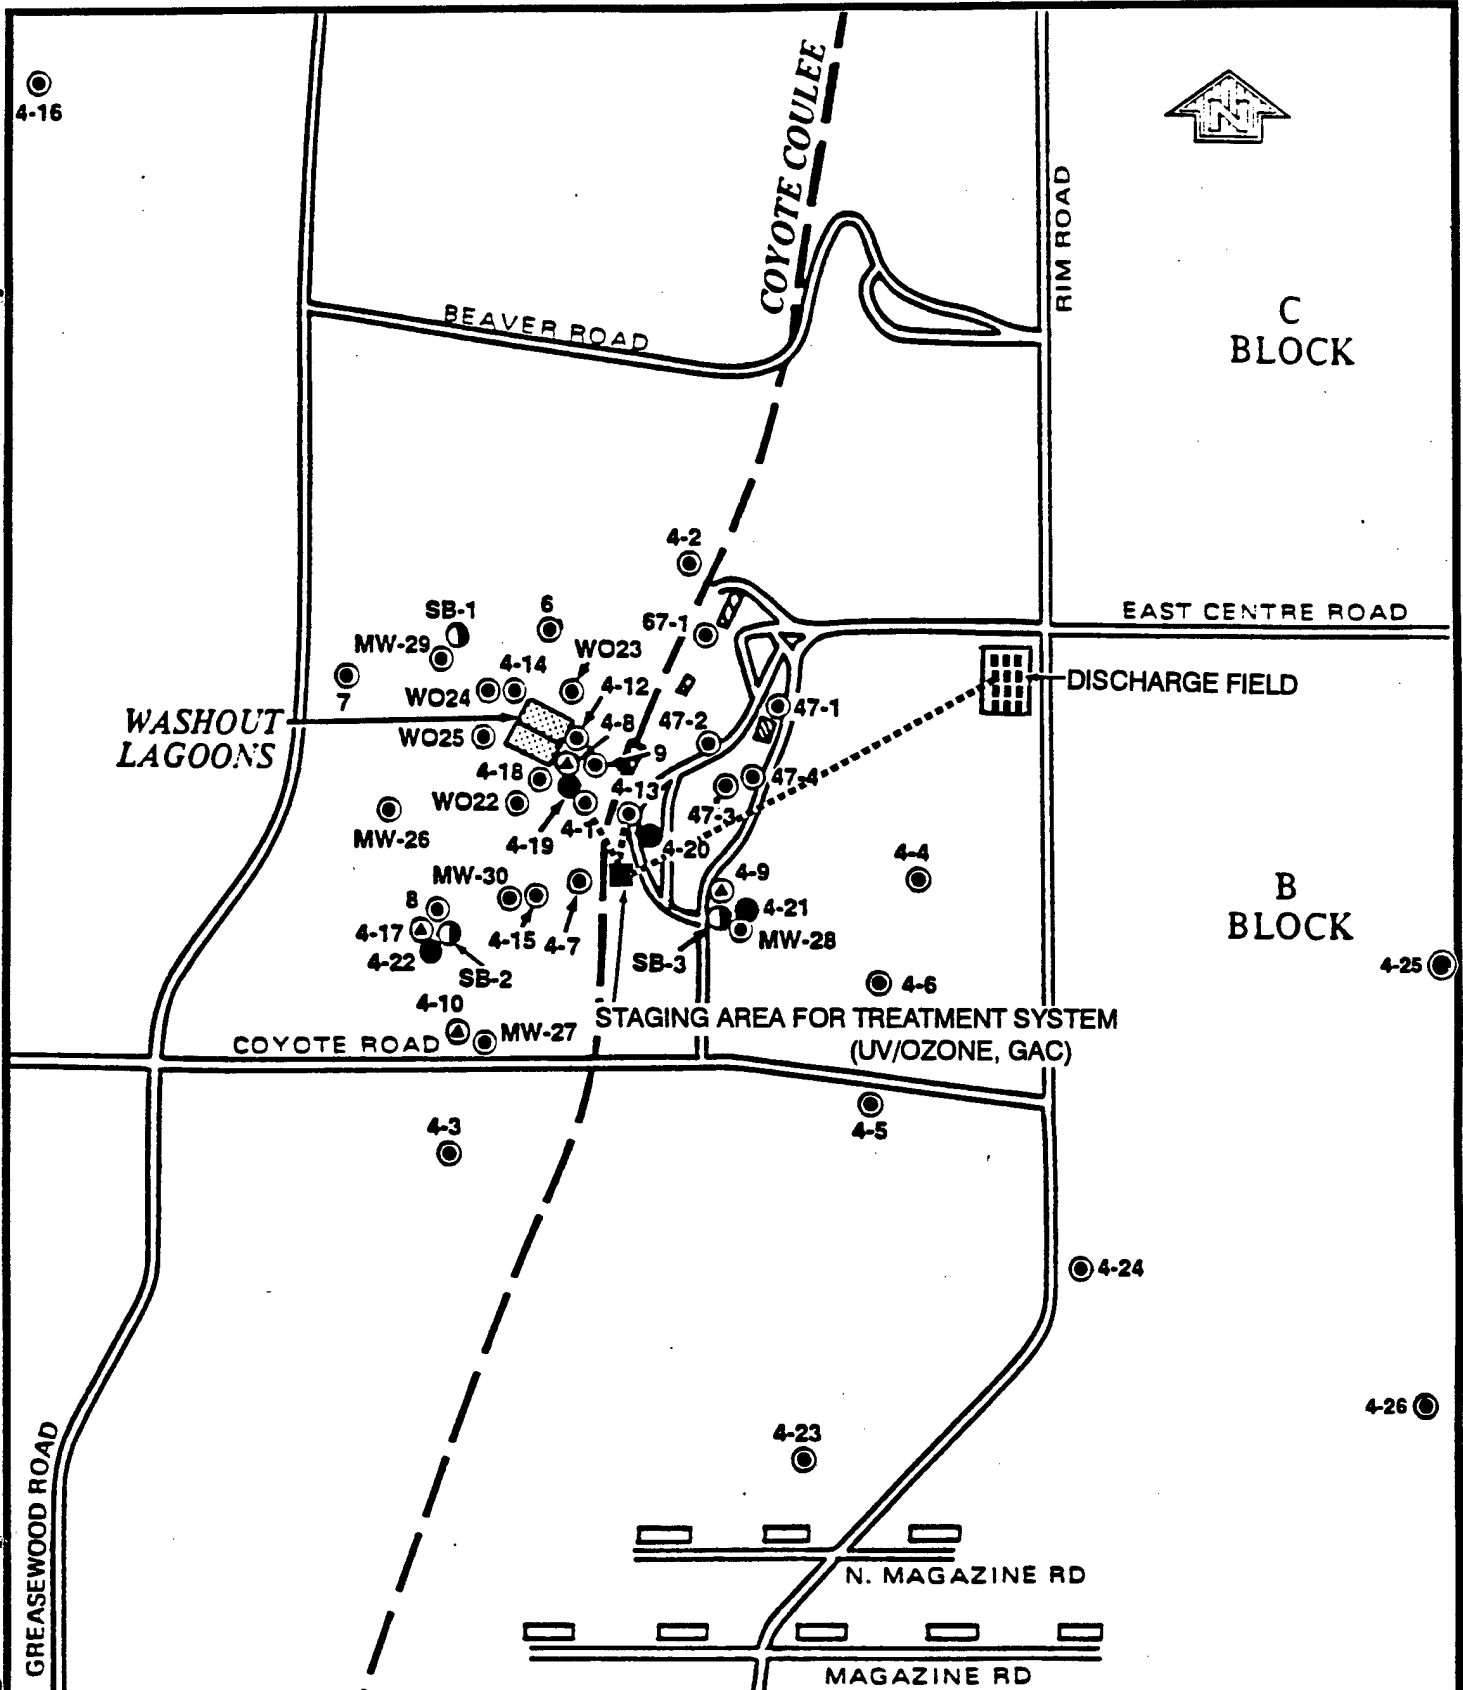 COYOTE COULEE
4-16
N
RIM ROAD
C
BLOCK
BEAVER ROAD
4-2
SB-1
6
67-1
EAST CENTRE ROAD
MW-29
WO23
4-14
7
WO24
4-12
DISCHARGE FIELD
WASHOUT
LAGOONS
4-8
47-2
47-1
WO25
9
4-18
47-4
4-13
WO22
47-3
MW-26
4-1
4-19
4-20
4-4
MW-30
4-9
B
BLOCK
8
4-21
4-17
4-15
4-7
MW-28
4-22
SB-3
4-25
SB-2
4-6
4-10
STAGING AREA FOR TREATMENT SYSTEM
(UV/OZONE, GAC)
MW-27
COYOTE ROAD
4-3
4-5
4-24
4-26
4-23
GREASEWOOD ROAD
N. MAGAZINE RD
MAGAZINE RD